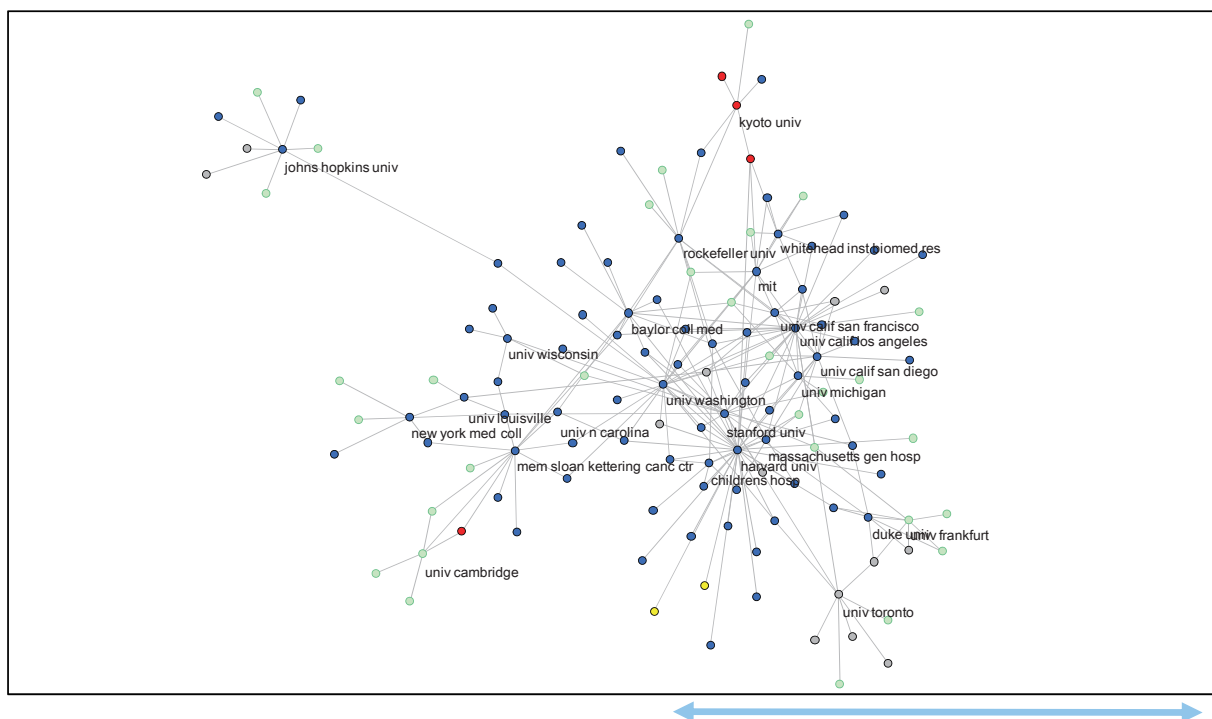 kyoto univ
johns hopkins univ
rockefeller univ
whitehead inst biomed res
mit
baylor coll med
univ calif san francisco
univ calif los angeles
univ wisconsin
univ calif san diego
univ michigan
univ washington
univ louisville
new york med coll
univ n carolina
stanford univ
massachusetts gen hosp
mem sloan kettering canc ctr
harvard univ
childrens hosp
duke univ
univ frankfurt
univ cambridge
univ toronto